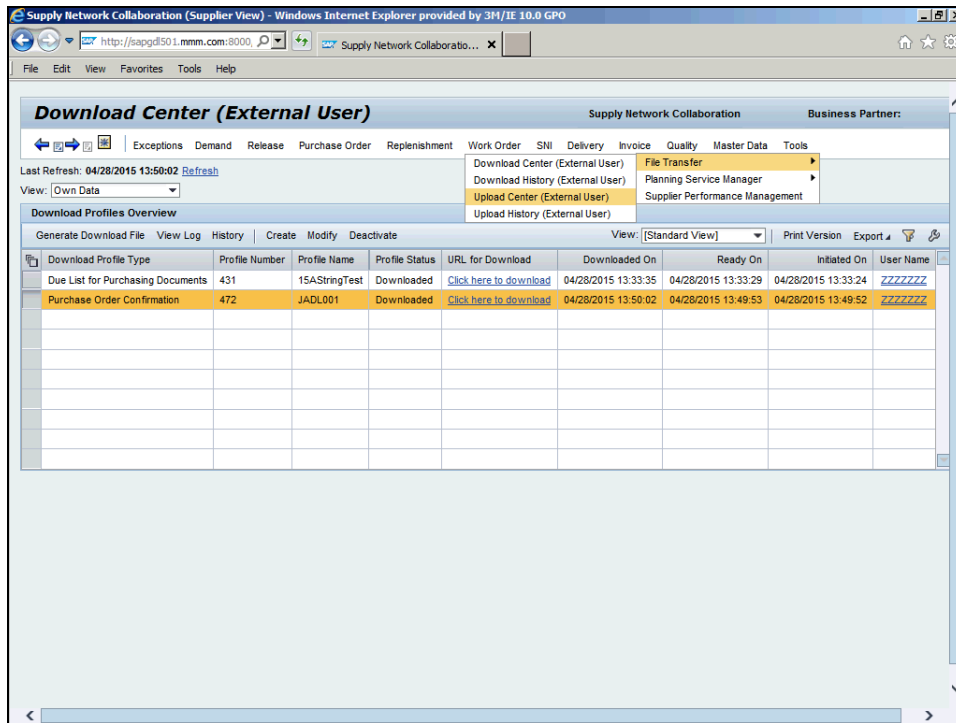 Supply Network Collaboration (Supplier View) - Windows Internet Explorer provided by 3M/IE 10.0 GPO
http://sapgdl501.mmm.com:8000, Supply Network Collaboratio... X
File Edit View Favorites Tools Help
Download Center (External User) Supply Network Collaboration Business Partner:
Exceptions Demand Release Purchase Order Replenishment Work Order SNI Delivery Invoice Quality Master Data Tools
Last Refresh: 04/28/2015 13:50:02 Refresh
Download Center (External User) File Transfer
Download History (External User) Planning Service Manager
View: Own Data
Upload Center (External User) Supplier Performance Management
Upload History (External User)
Download Profiles Overview
Generate Download File View Log History Create Modify Deactivate View: [Standard View] Print Version Export
Download Profile Type Profile Number Profile Name Profile Status URL for Download Downloaded On Ready On Initiated On User Name
Due List for Purchasing Documents 431 15AStringTest Downloaded Click here to download 04/28/2015 13:33:35 04/28/2015 13:33:29 04/28/2015 13:33:24 ZZZZZZZ
Purchase Order Confirmation 472 JADL001 Downloaded Click here to download 04/28/2015 13:50:02 04/28/2015 13:49:53 04/28/2015 13:49:52 ZZZZZZZ